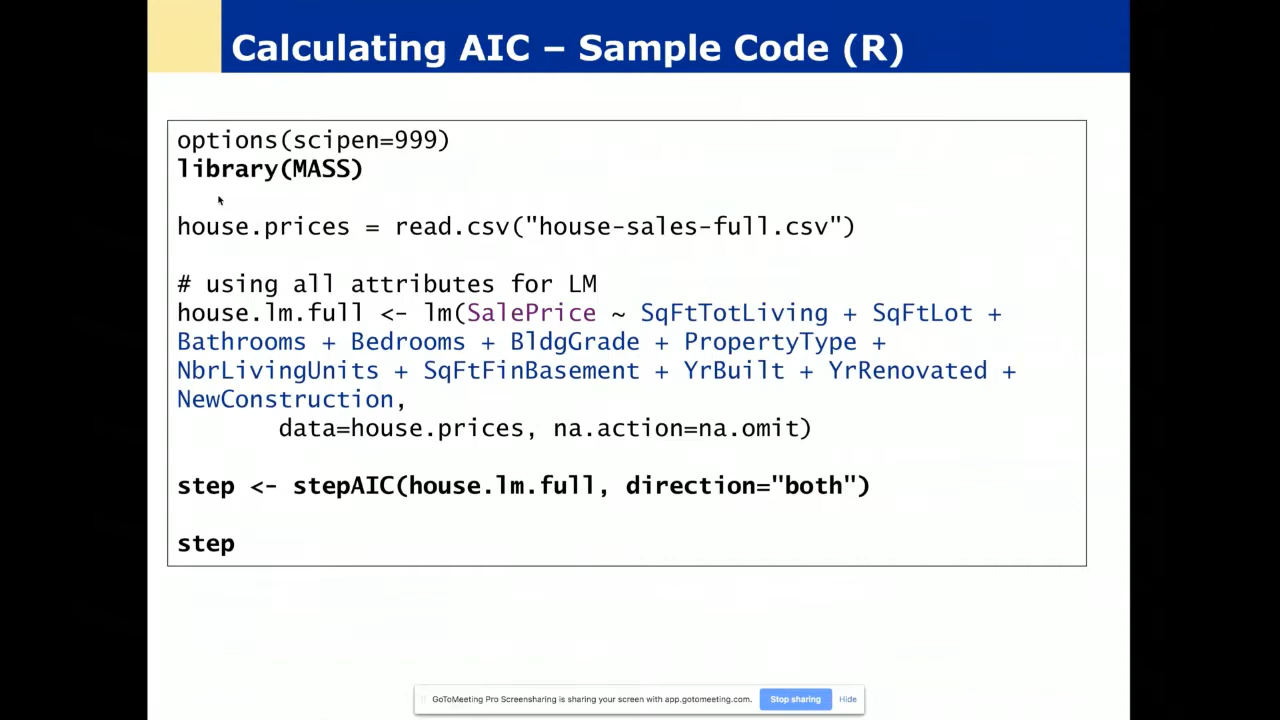 Calculating AIC – Sample Code (R)
options(scipen=999)
library(MASS)
house.prices = read.csv("house-sales-full.csv")
# using all attributes for LM
house.lm.full <- lm(SalePrice ~ SqFtTotLiving + SqFtLot +
Bathrooms + Bedrooms + BldgGrade + PropertyType +
NbrLivingUnits + SqFtFinBasement + YrBuilt + YrRenovated +
NewConstruction,
data=house.prices, na.action=na.omit)
step <- stepAIC(house.lm.full, direction="both")
step
GoToMeeting Pro Screensharing is sharing your screen with app.gotomeeting.com. Stop sharing Hide